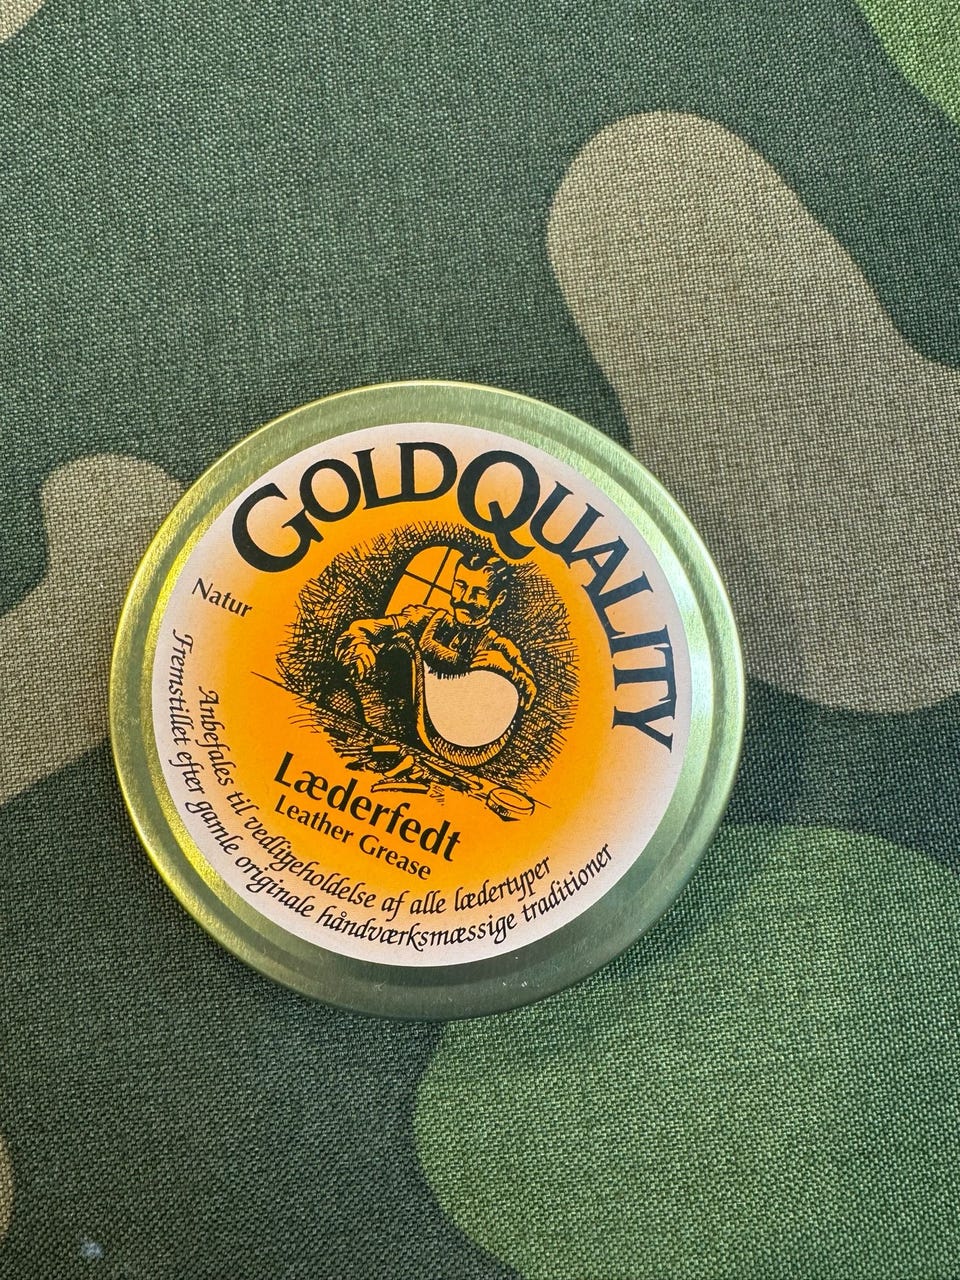 GOLDQUALITY
Natur
Læderfedt
Leather Grease
Anbefales til vedligeholdelse af alle lædertyper
Fremstillet efter gamle originale håndværksmæssige traditioner